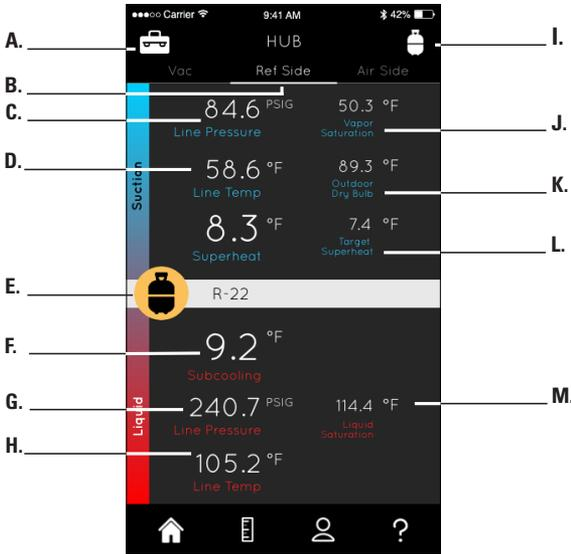 ●●●○○ Carrier 9:41 AM 42%
A.
I.
HUB
Vac Ref Side Air Side
B.
C.
84.6 PSIG 50.3 °F
Line Pressure Vapor Saturation
J.
D.
Suction
58.6 °F 89.3 °F
Line Temp Outdoor Dry Bulb
K.
8.3 °F 7.4 °F
Superheat Target Superheat
L.
E.
R-22
F.
9.2 °F
Subcooling
G.
Liquid
240.7 PSIG 114.4 °F
Line Pressure Liquid Saturation
M.
H.
105.2 °F
Line Temp
?